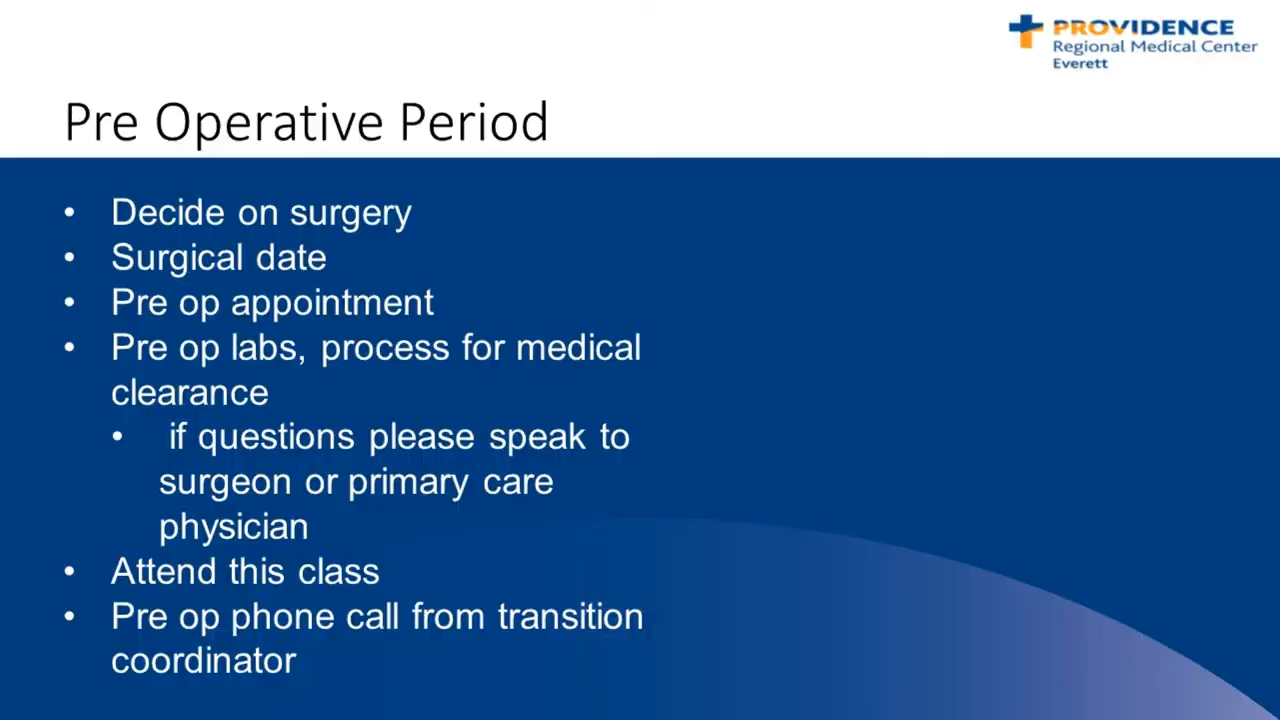 PROVIDENCE
Regional Medical Center
Everett
Pre Operative Period
• Decide on surgery
• Surgical date
• Pre op appointment
• Pre op labs, process for medical
clearance
• if questions please speak to
surgeon or primary care
physician
• Attend this class
• Pre op phone call from transition
coordinator